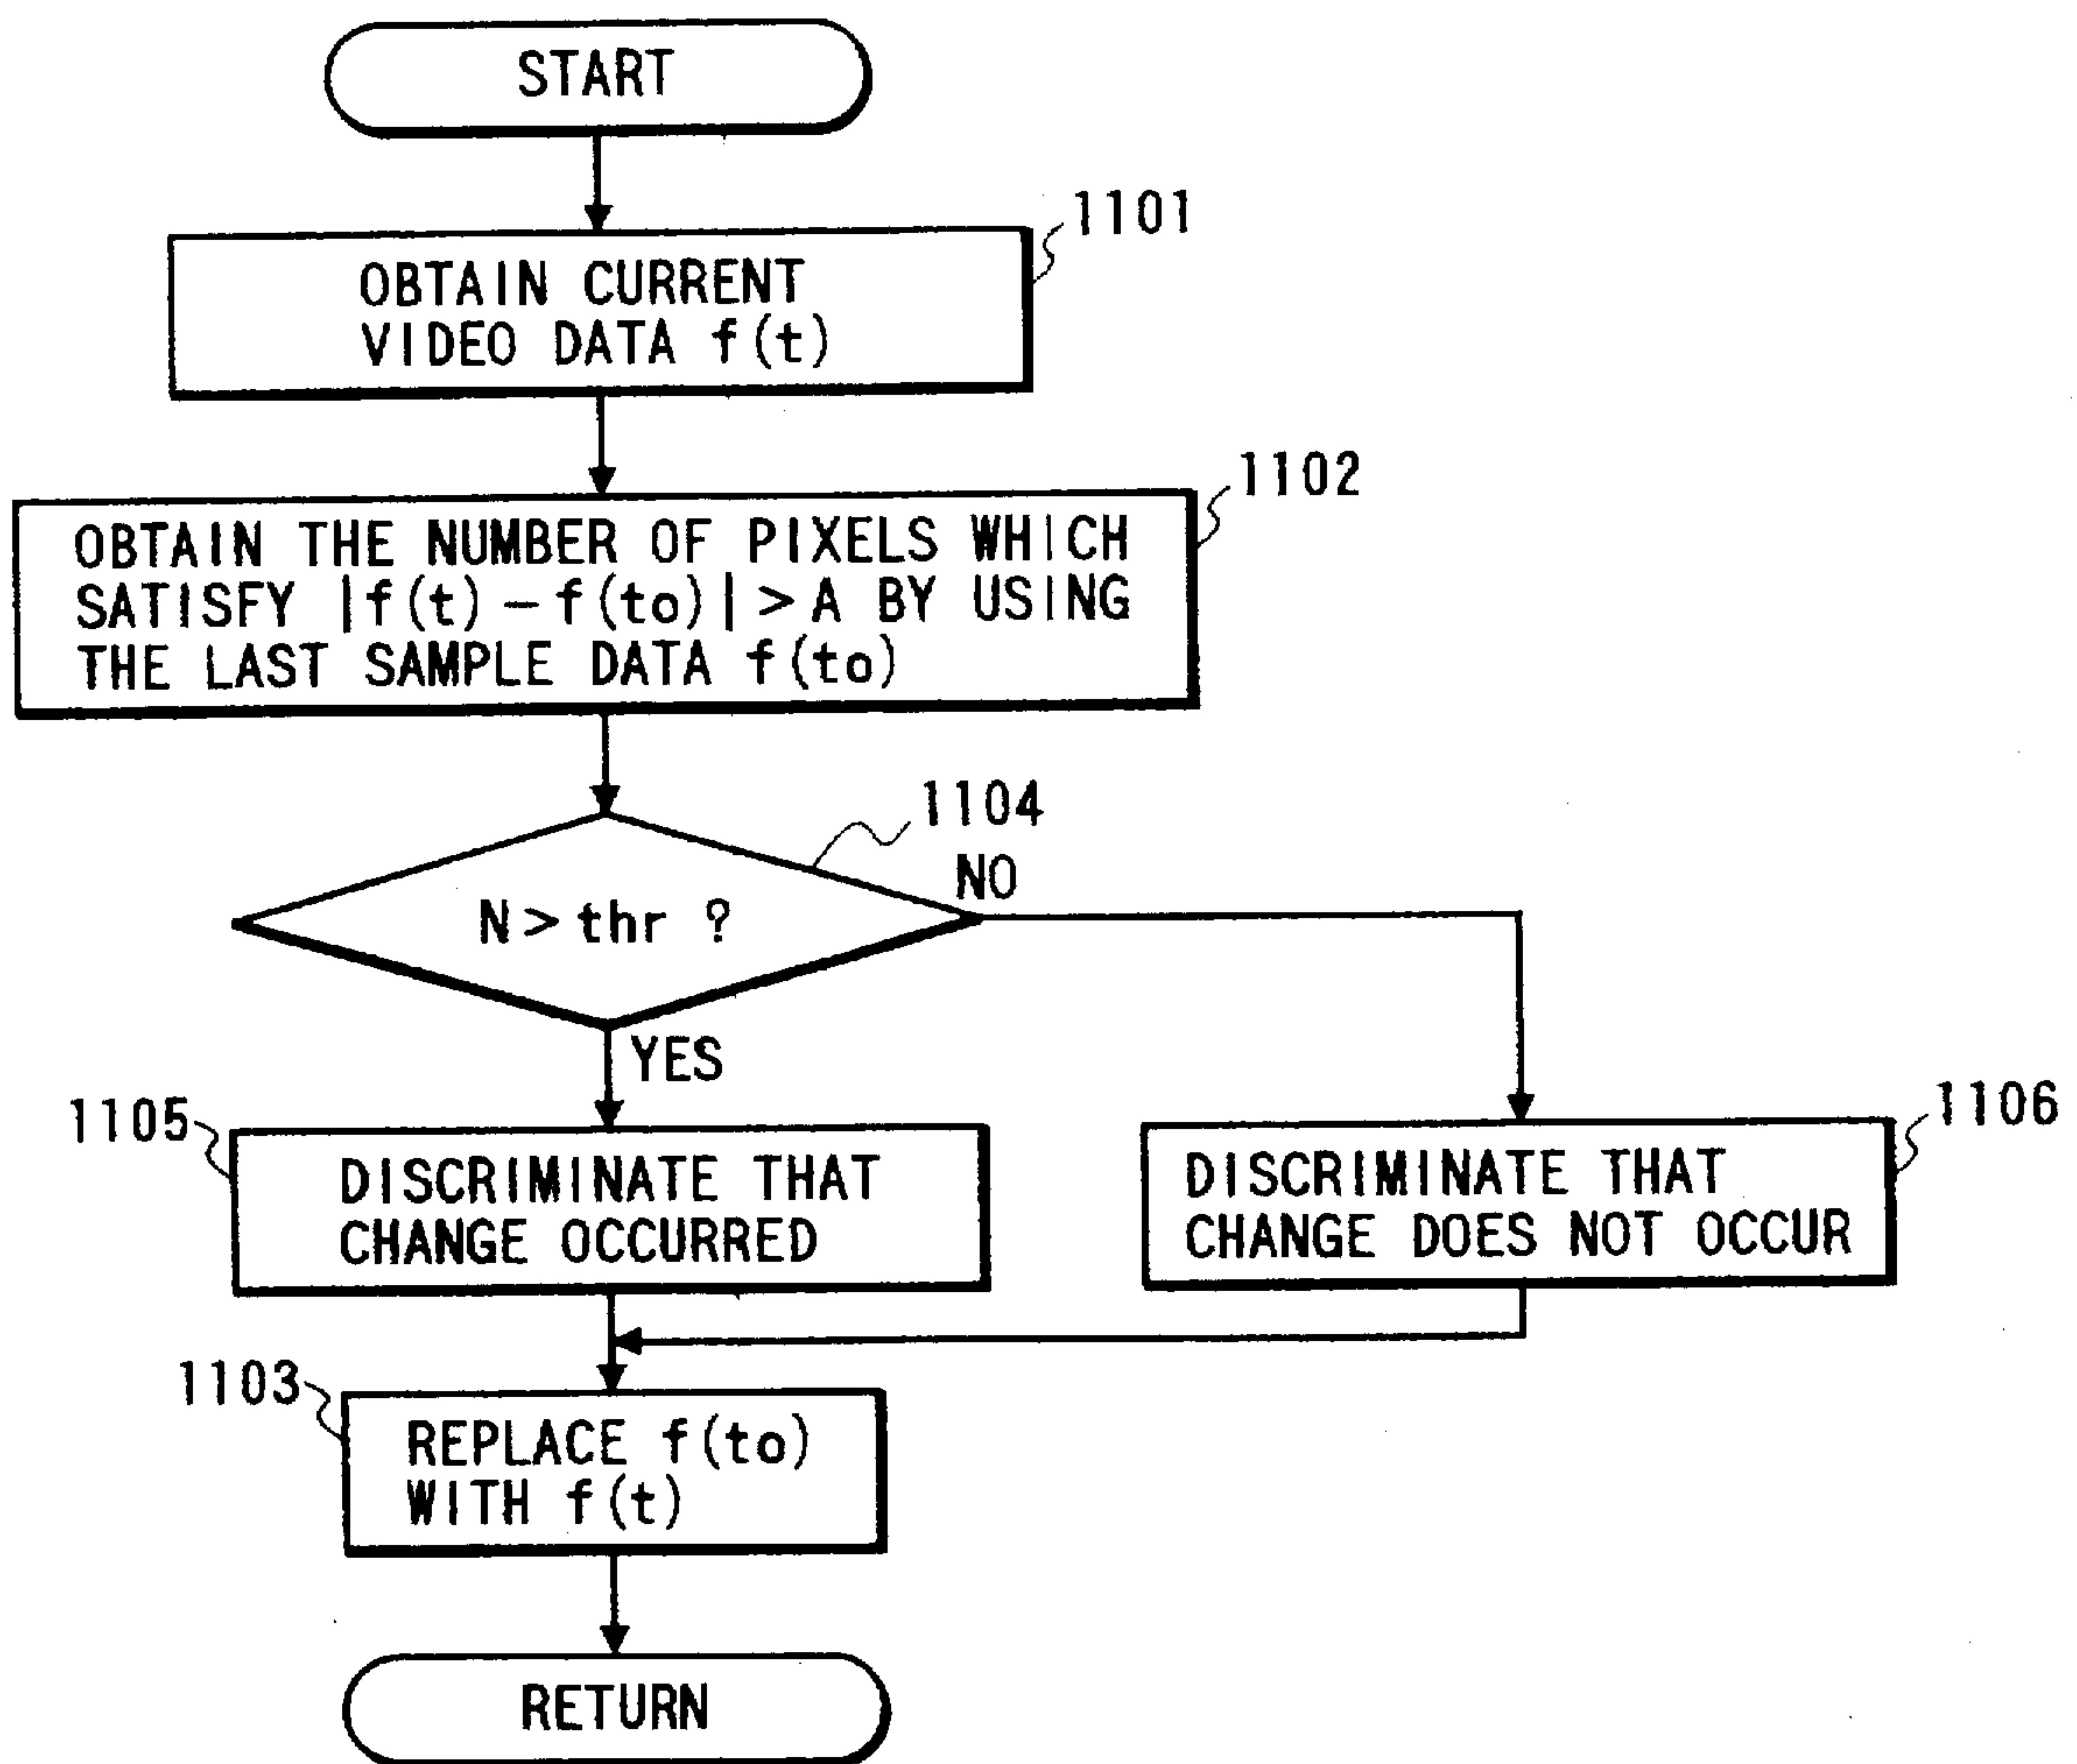 START
1101
OBTAIN CURRENT
VIDEO DATA f(t)
1102
OBTAIN THE NUMBER OF PIXELS WHICH
SATISFY |f(t)-f(to)|>A BY USING
THE LAST SAMPLE DATA f(to)
1104
NO
N>thr ?
YES
1105
DISCRIMINATE THAT
CHANGE OCCURRED
1106
DISCRIMINATE THAT
CHANGE DOES NOT OCCUR
1103
REPLACE f(to)
WITH f(t)
RETURN